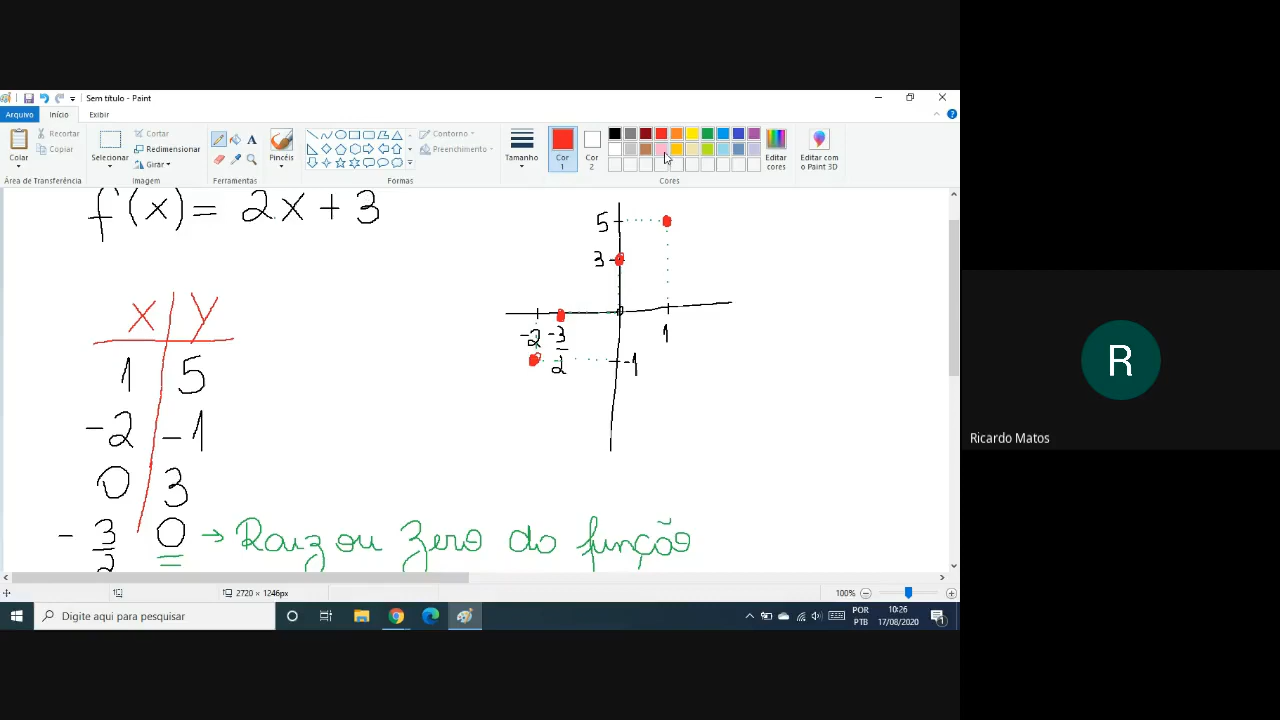 Sem título - Paint
Arquivo
Início
Exibir
Colar
Recortar
Copiar
Área de Transferência
Selecionar
Cortar
Redimensionar
Girar
Imagem
A
Ferramentas
Pincéis
Contorno
Preenchimento
Formas
Tamanho
Cor 1
Cor 2
Editar cores
Editar com o Paint 3D
Cores
f(x) = 2x + 3
x y
1 5
-2 -1
0 3
- 3/2 0 → Raiz ou Zero da função
5
3
-2 -3/2 0 1
-1
R
Ricardo Matos
2720 × 1246px
100%
Digite aqui para pesquisar
POR
PTB
10:26
17/08/2020
1